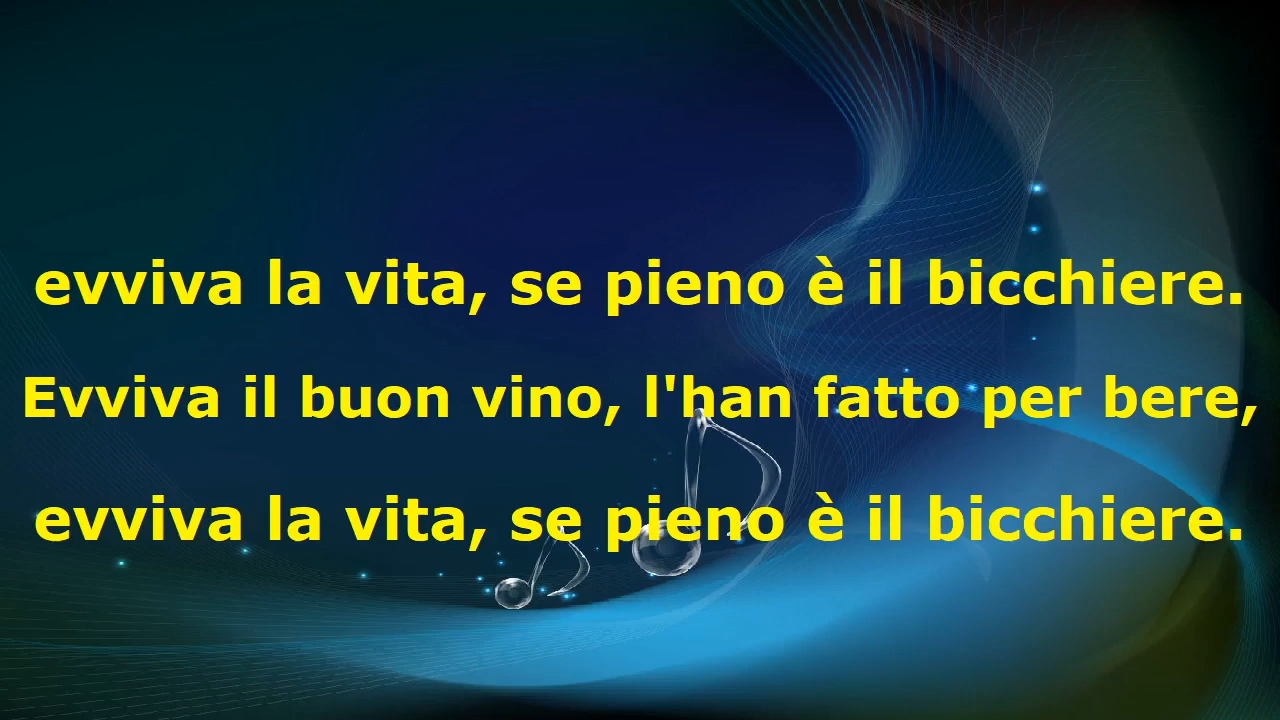 evviva la vita, se pieno è il bicchiere.
Evviva il buon vino, l'han fatto per bere,
evviva la vita, se pieno è il bicchiere.